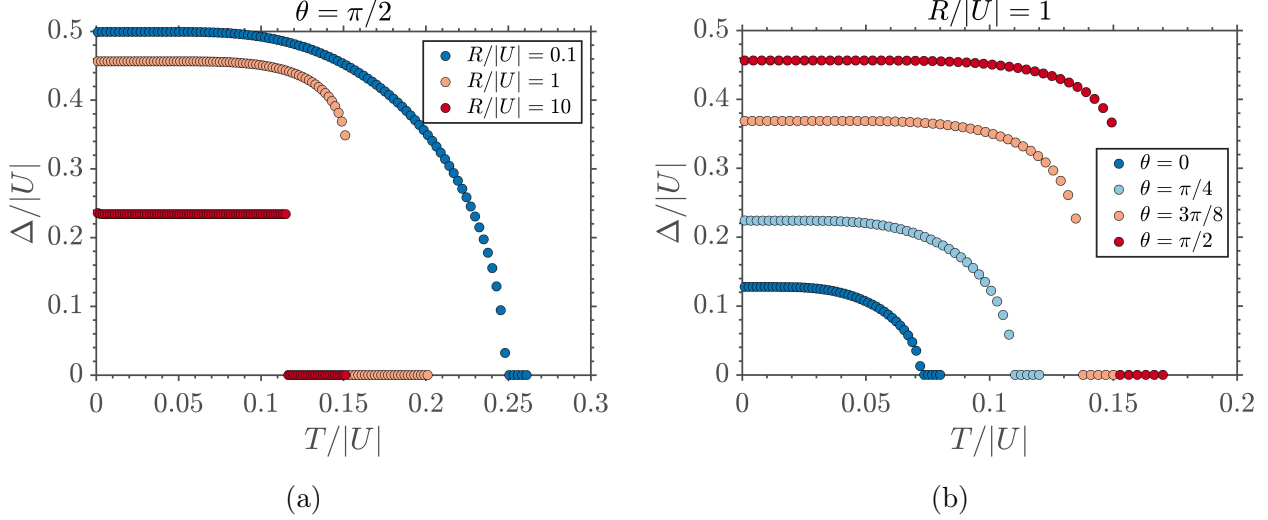 θ = π/2
Δ/|U|
0.5
0.4
0.3
0.2
0.1
0
R/|U| = 0.1
R/|U| = 1
R/|U| = 10
0 0.05 0.1 0.15 0.2 0.25 0.3
T/|U|
(a)
R/|U| = 1
Δ/|U|
0.5
0.4
0.3
0.2
0.1
0
θ = 0
θ = π/4
θ = 3π/8
θ = π/2
0 0.05 0.1 0.15 0.2
T/|U|
(b)